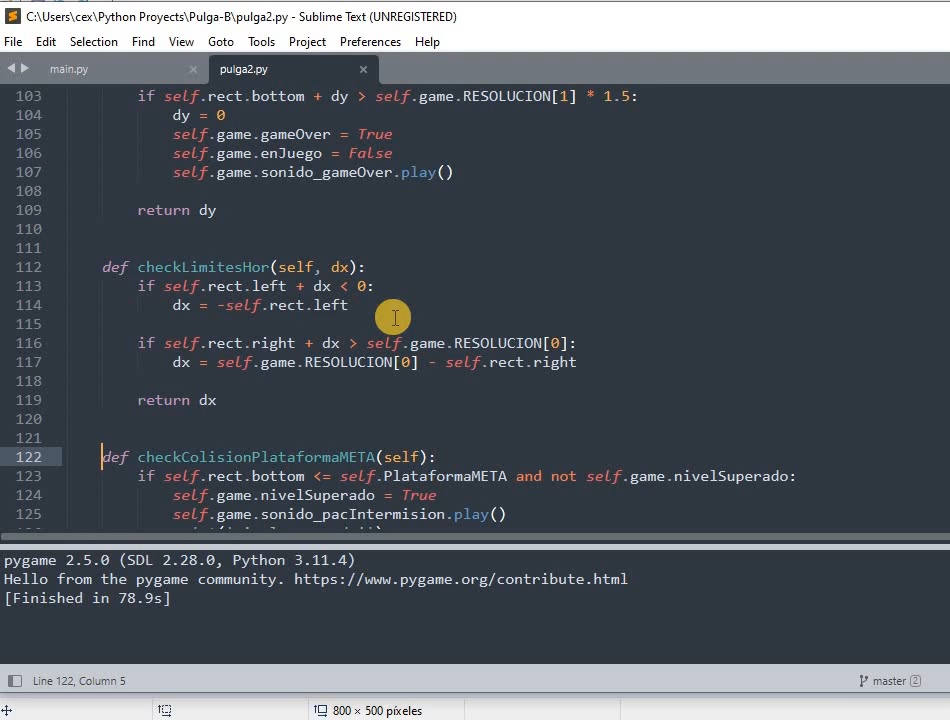 C:\Users\cex\Python Proyects\Pulga-B\pulga2.py - Sublime Text (UNREGISTERED)
File Edit Selection Find View Goto Tools Project Preferences Help
main.py × pulga2.py ×
103 if self.rect.bottom + dy > self.game.RESOLUCION[1] * 1.5:
104 dy = 0
105 self.game.gameOver = True
106 self.game.enJuego = False
107 self.game.sonido_gameOver.play()
108
109 return dy
110
111
112 def checkLimitesHor(self, dx):
113 if self.rect.left + dx < 0:
114 dx = -self.rect.left
115
116 if self.rect.right + dx > self.game.RESOLUCION[0]:
117 dx = self.game.RESOLUCION[0] - self.rect.right
118
119 return dx
120
121
122 def checkColisionPlataformaMETA(self):
123 if self.rect.bottom <= self.PlataformaMETA and not self.game.nivelSuperado:
124 self.game.nivelSuperado = True
125 self.game.sonido_pacIntermision.play()
pygame 2.5.0 (SDL 2.28.0, Python 3.11.4)
Hello from the pygame community. https://www.pygame.org/contribute.html
[Finished in 78.9s]
Line 122, Column 5 master 2
800 × 500 píxeles